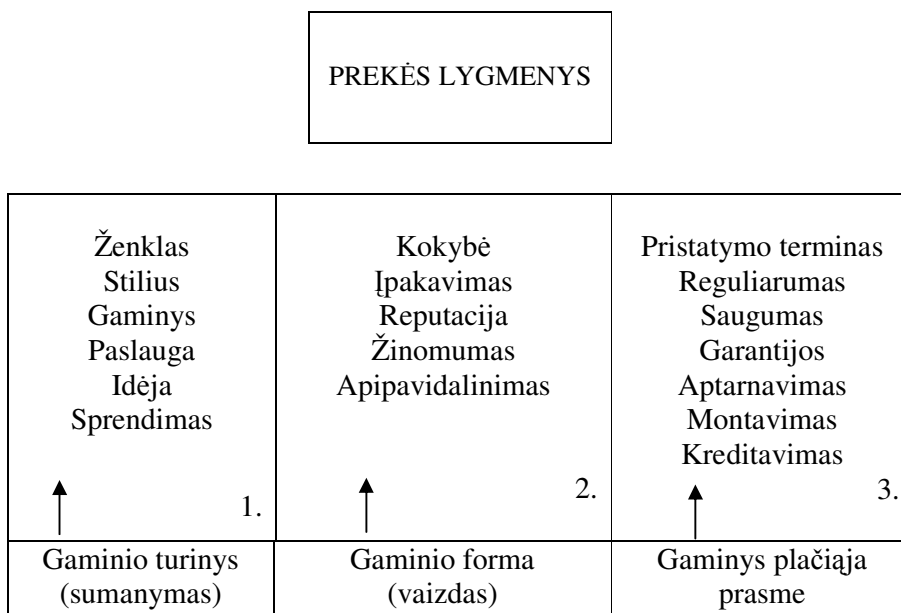 PREKĖS LYGMENYS
Ženklas
Stilius
Gaminys
Paslauga
Idėja
Sprendimas
1.
Gaminio turinys
(sumanymas)
Kokybė
Įpakavimas
Reputacija
Žinomumas
Apipavidalinimas
2.
Gaminio forma
(vaizdas)
Pristatymo terminas
Reguliarumas
Saugumas
Garantijos
Aptarnavimas
Montavimas
Kreditavimas
3.
Gaminys plačiąja
prasme